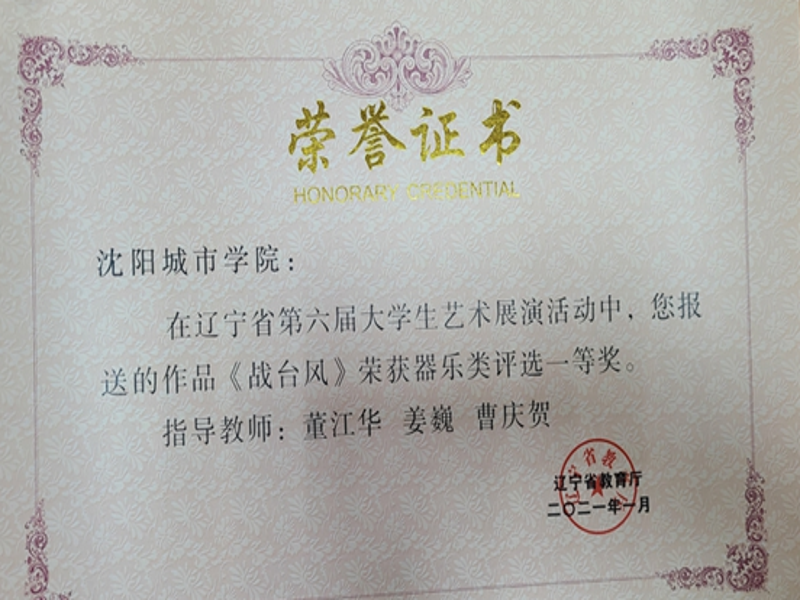 荣誉证书
HONORARY CREDENTIAL
沈阳城市学院：
在辽宁省第六届大学生艺术展演活动中，您报
送的作品《战台风》荣获器乐类评选一等奖。
指导教师：董江华 姜巍 曹庆贺
辽宁省教育厅
二〇二一年一月